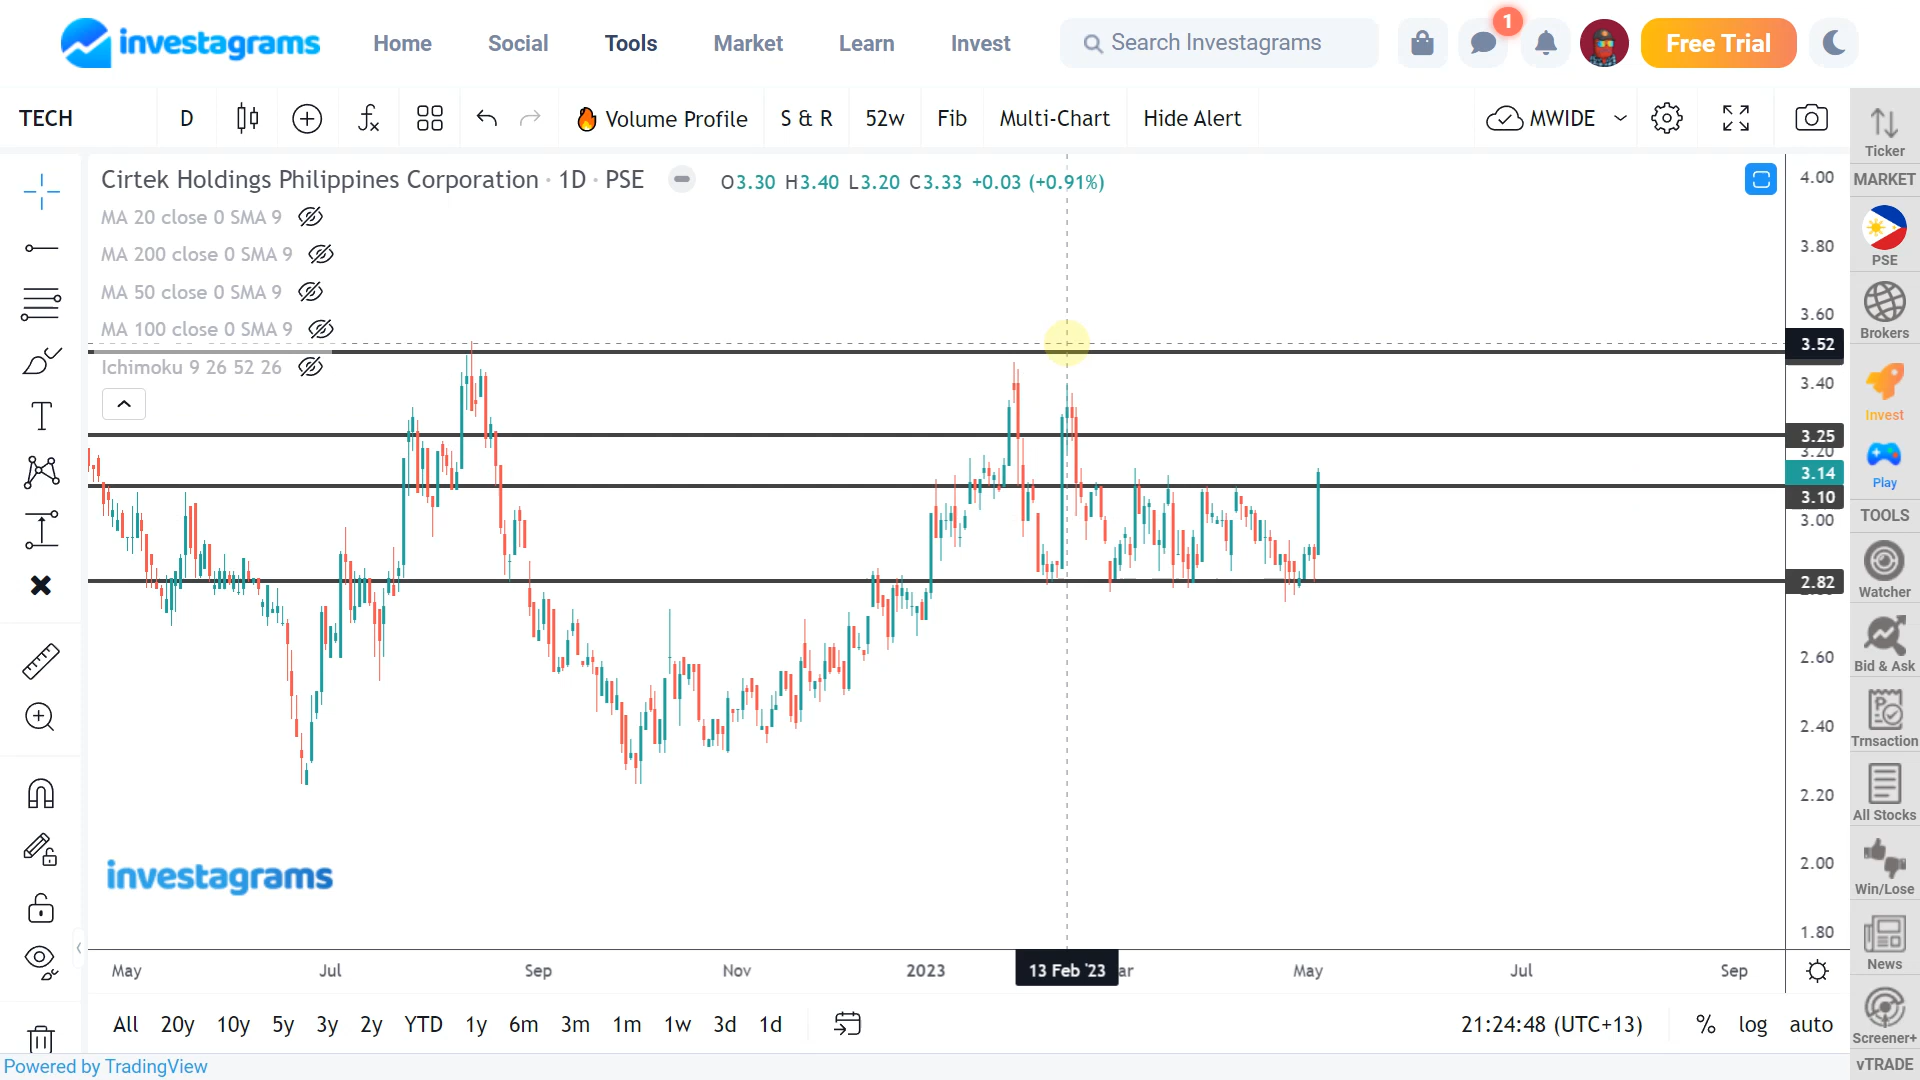 investagrams
Home Social Tools Market Learn Invest
Search Investagrams
1
Free Trial
TECH D Volume Profile S & R 52w Fib Multi-Chart Hide Alert MWIDE
Cirtek Holdings Philippines Corporation · 1D · PSE O3.30 H3.40 L3.20 C3.33 +0.03 (+0.91%)
MA 20 close 0 SMA 9
MA 200 close 0 SMA 9
MA 50 close 0 SMA 9
MA 100 close 0 SMA 9
Ichimoku 9 26 52 26
4.00
3.80
3.60
3.52
3.40
3.25
3.20
3.14
3.10
3.00
2.82
2.60
2.40
2.20
2.00
1.80
investagrams
May Jul Sep Nov 2023 13 Feb '23 ar May Jul Sep
All 20y 10y 5y 3y 2y YTD 1y 6m 3m 1m 1w 3d 1d
21:24:48 (UTC+13) % log auto
Powered by TradingView
Ticker
MARKET
PSE
Brokers
Invest
Play
TOOLS
Watcher
Bid & Ask
Trnsaction
All Stocks
Win/Lose
News
Screener+
vTRADE